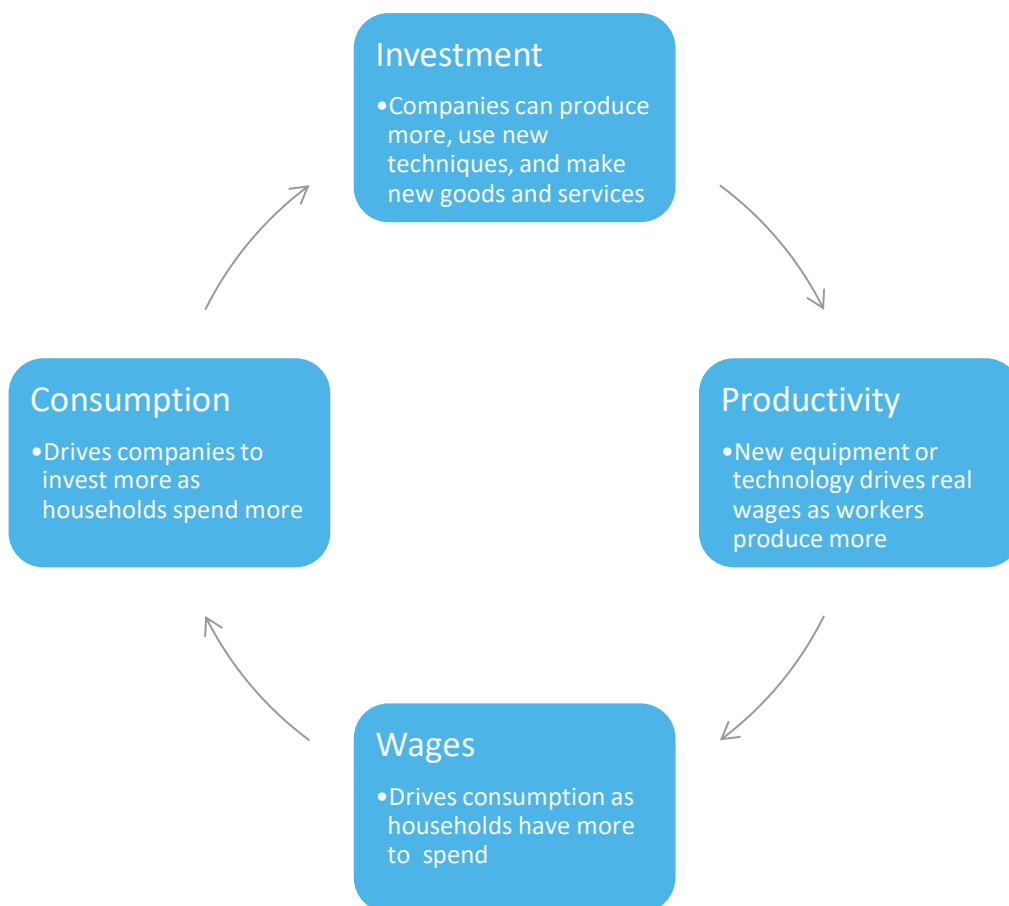 Investment
•Companies can produce
more, use new
techniques, and make
new goods and services
Productivity
•New equipment or
technology drives real
wages as workers
produce more
Wages
•Drives consumption as
households have more
to  spend
Consumption
•Drives companies to
invest more as
households spend more